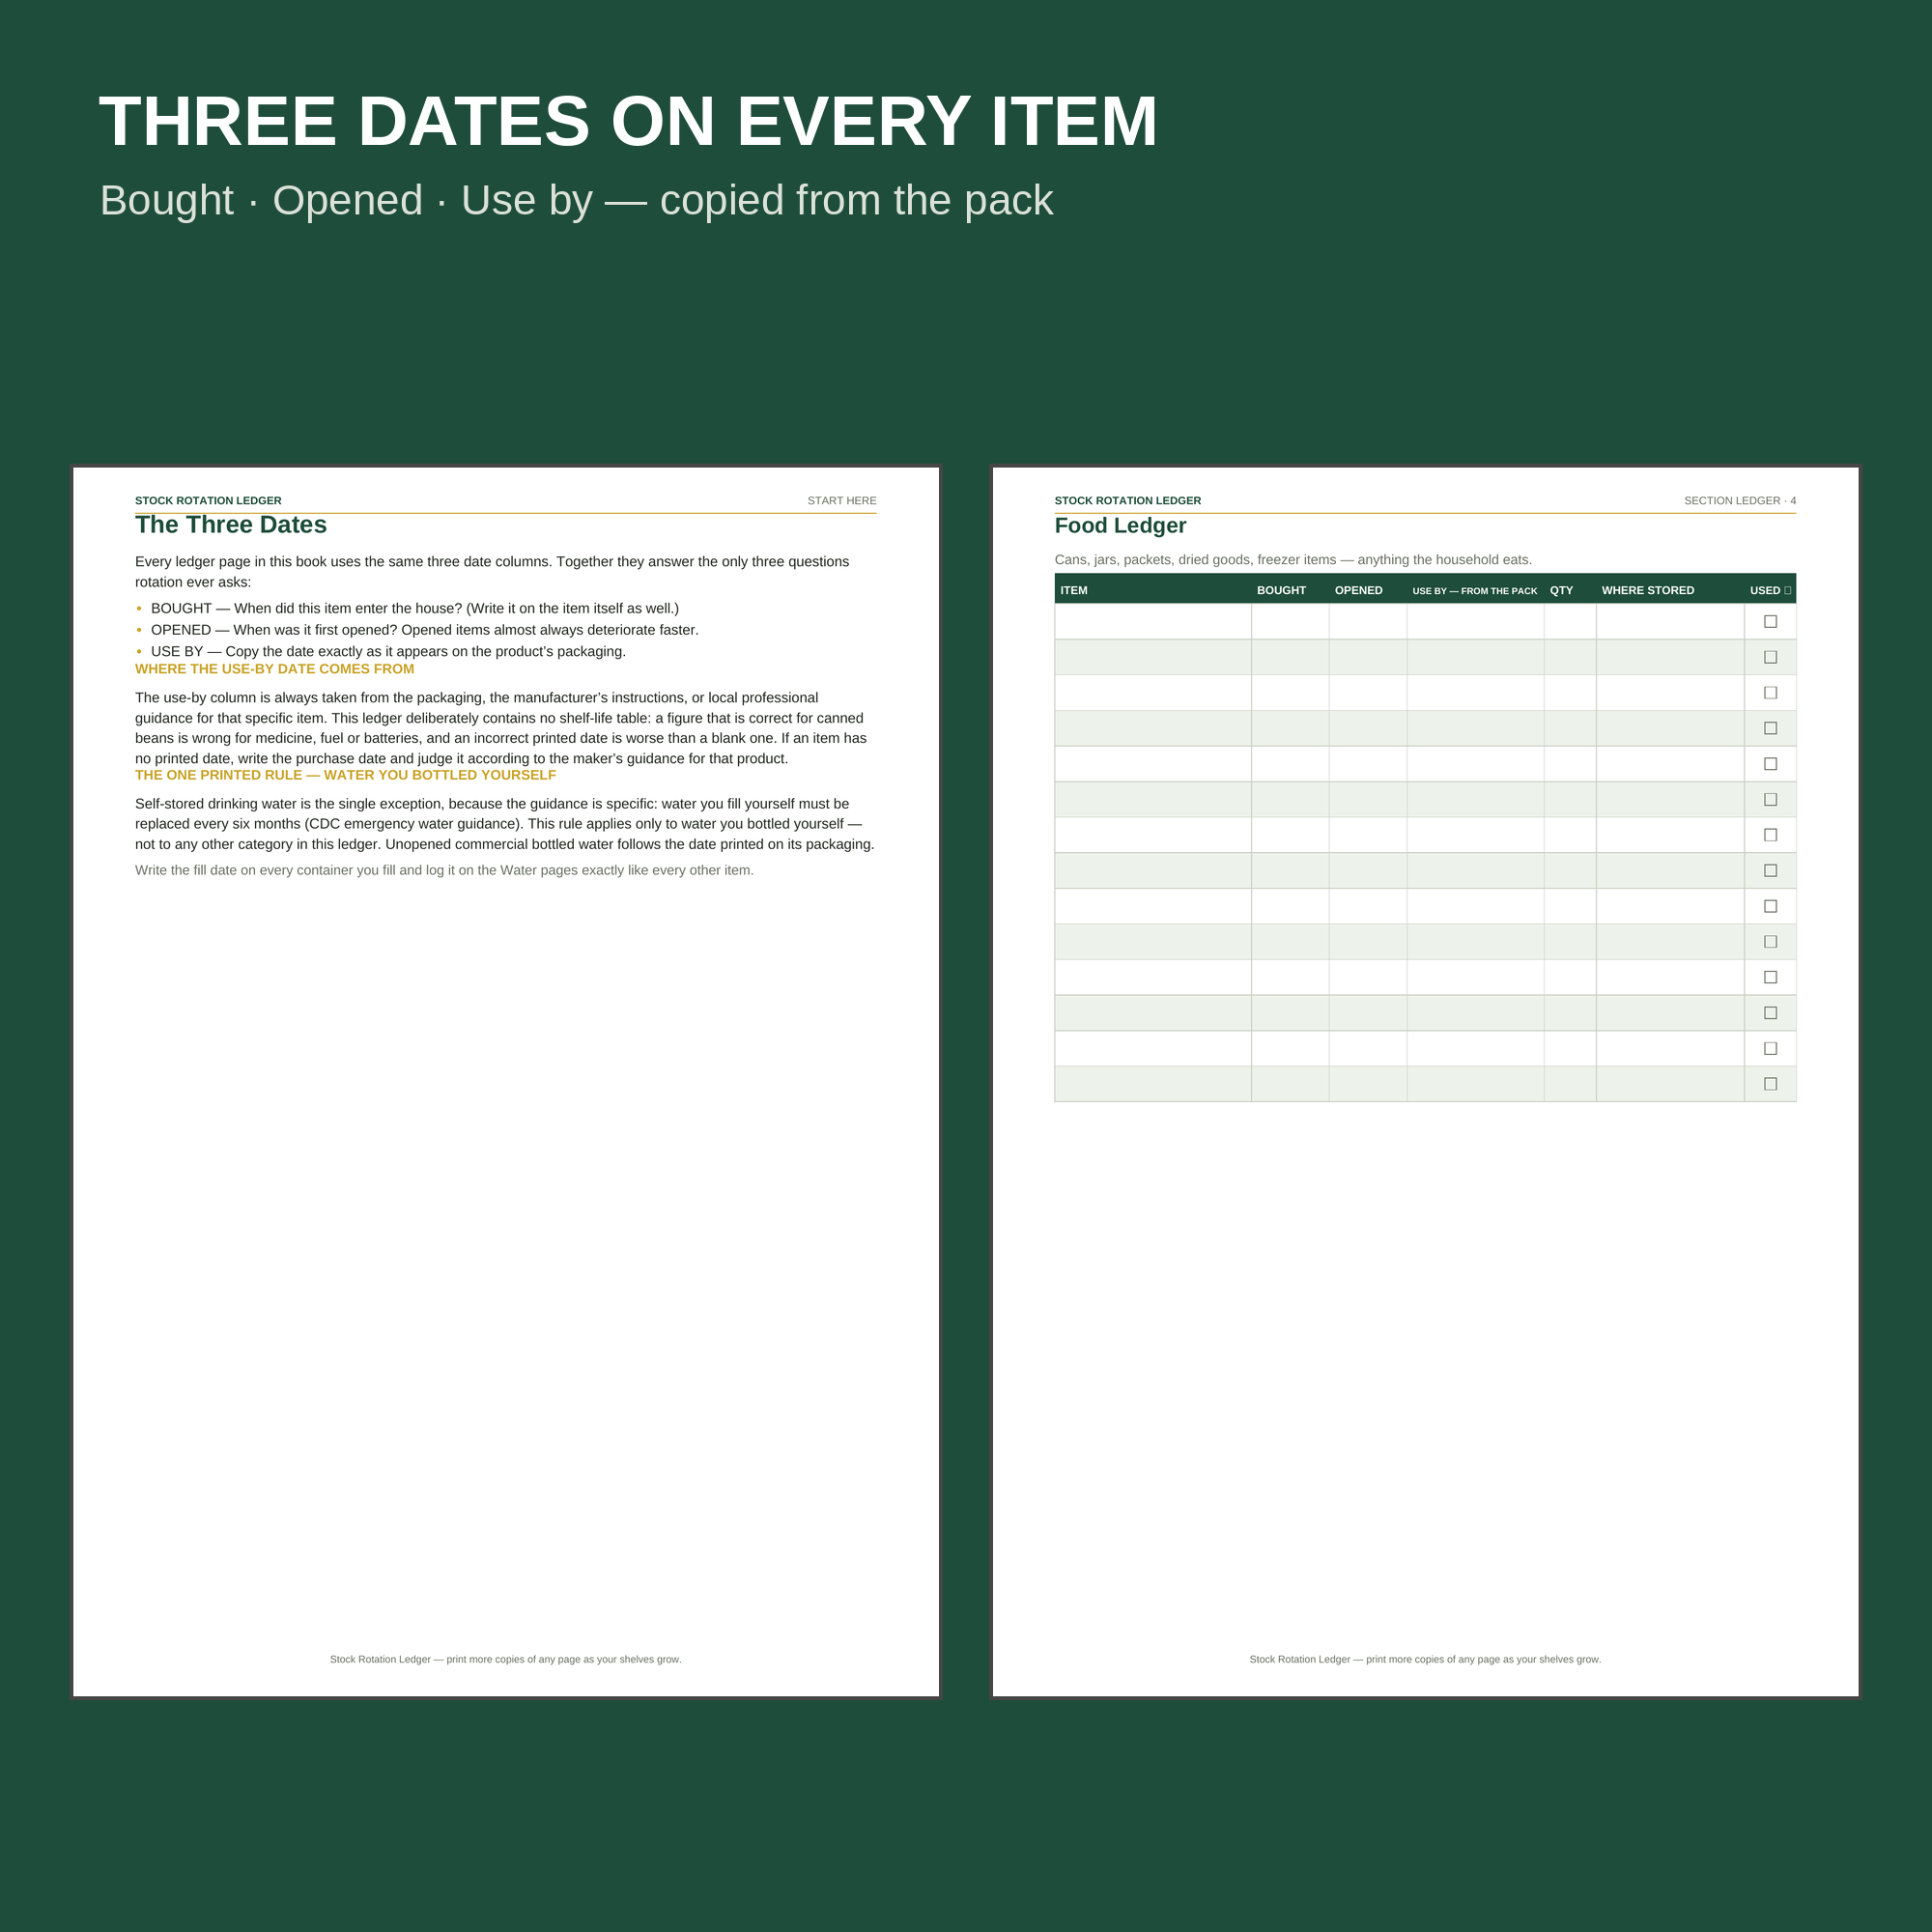 THREE DATES ON EVERY ITEM
Bought · Opened · Use by — copied from the pack
STOCK ROTATION LEDGER
START HERE
The Three Dates
Every ledger page in this book uses the same three date columns. Together they answer the only three questions
rotation ever asks:
• BOUGHT — When did this item enter the house? (Write it on the item itself as well.)
• OPENED — When was it first opened? Opened items almost always deteriorate faster.
• USE BY — Copy the date exactly as it appears on the product’s packaging.
WHERE THE USE-BY DATE COMES FROM
The use-by column is always taken from the packaging, the manufacturer’s instructions, or local professional
guidance for that specific item. This ledger deliberately contains no shelf-life table: a figure that is correct for canned
beans is wrong for medicine, fuel or batteries, and an incorrect printed date is worse than a blank one. If an item has
no printed date, write the purchase date and judge it according to the maker’s guidance for that product.
THE ONE PRINTED RULE — WATER YOU BOTTLED YOURSELF
Self-stored drinking water is the single exception, because the guidance is specific: water you fill yourself must be
replaced every six months (CDC emergency water guidance). This rule applies only to water you bottled yourself —
not to any other category in this ledger. Unopened commercial bottled water follows the date printed on its packaging.
Write the fill date on every container you fill and log it on the Water pages exactly like every other item.
Stock Rotation Ledger — print more copies of any page as your shelves grow.
STOCK ROTATION LEDGER
SECTION LEDGER · 4
Food Ledger
Cans, jars, packets, dried goods, freezer items — anything the household eats.
ITEM BOUGHT OPENED USE BY — FROM THE PACK QTY WHERE STORED USED
Stock Rotation Ledger — print more copies of any page as your shelves grow.